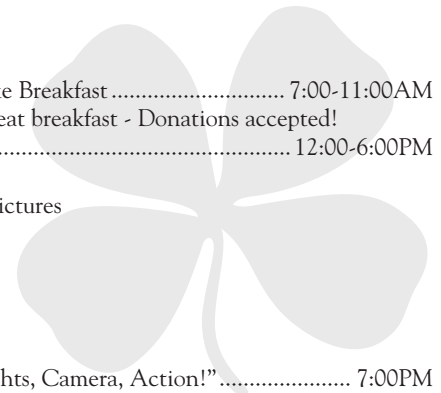 ke Breakfast ............................ 7:00-11:00AM
eat breakfast - Donations accepted!
................................................ 12:00-6:00PM
ictures
hts, Camera, Action!” ..................... 7:00PM